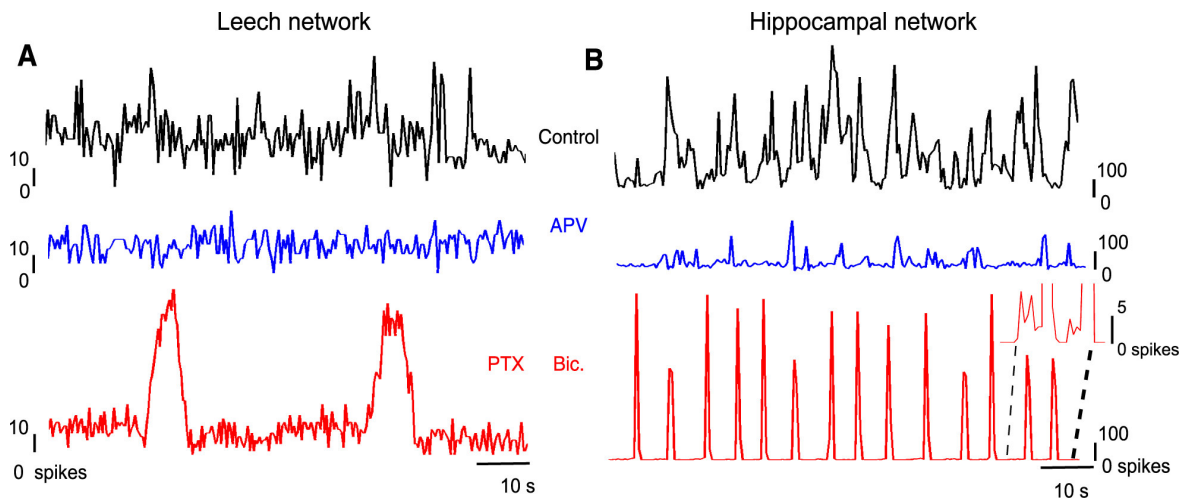 Leech network
Hippocampal network
A
B
Control
10
0
100
0
APV
10
0
100
0
PTX
Bic.
5
0 spikes
10
0 spikes
100
0 spikes
10 s
10 s